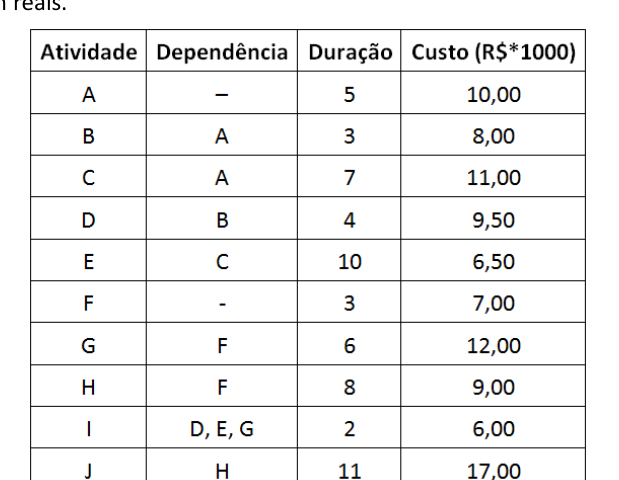 n reais.
Atividade Dependência Duração Custo (R$*1000)
A – 5 10,00
B A 3 8,00
C A 7 11,00
D B 4 9,50
E C 10 6,50
F - 3 7,00
G F 6 12,00
H F 8 9,00
I D, E, G 2 6,00
J H 11 17,00